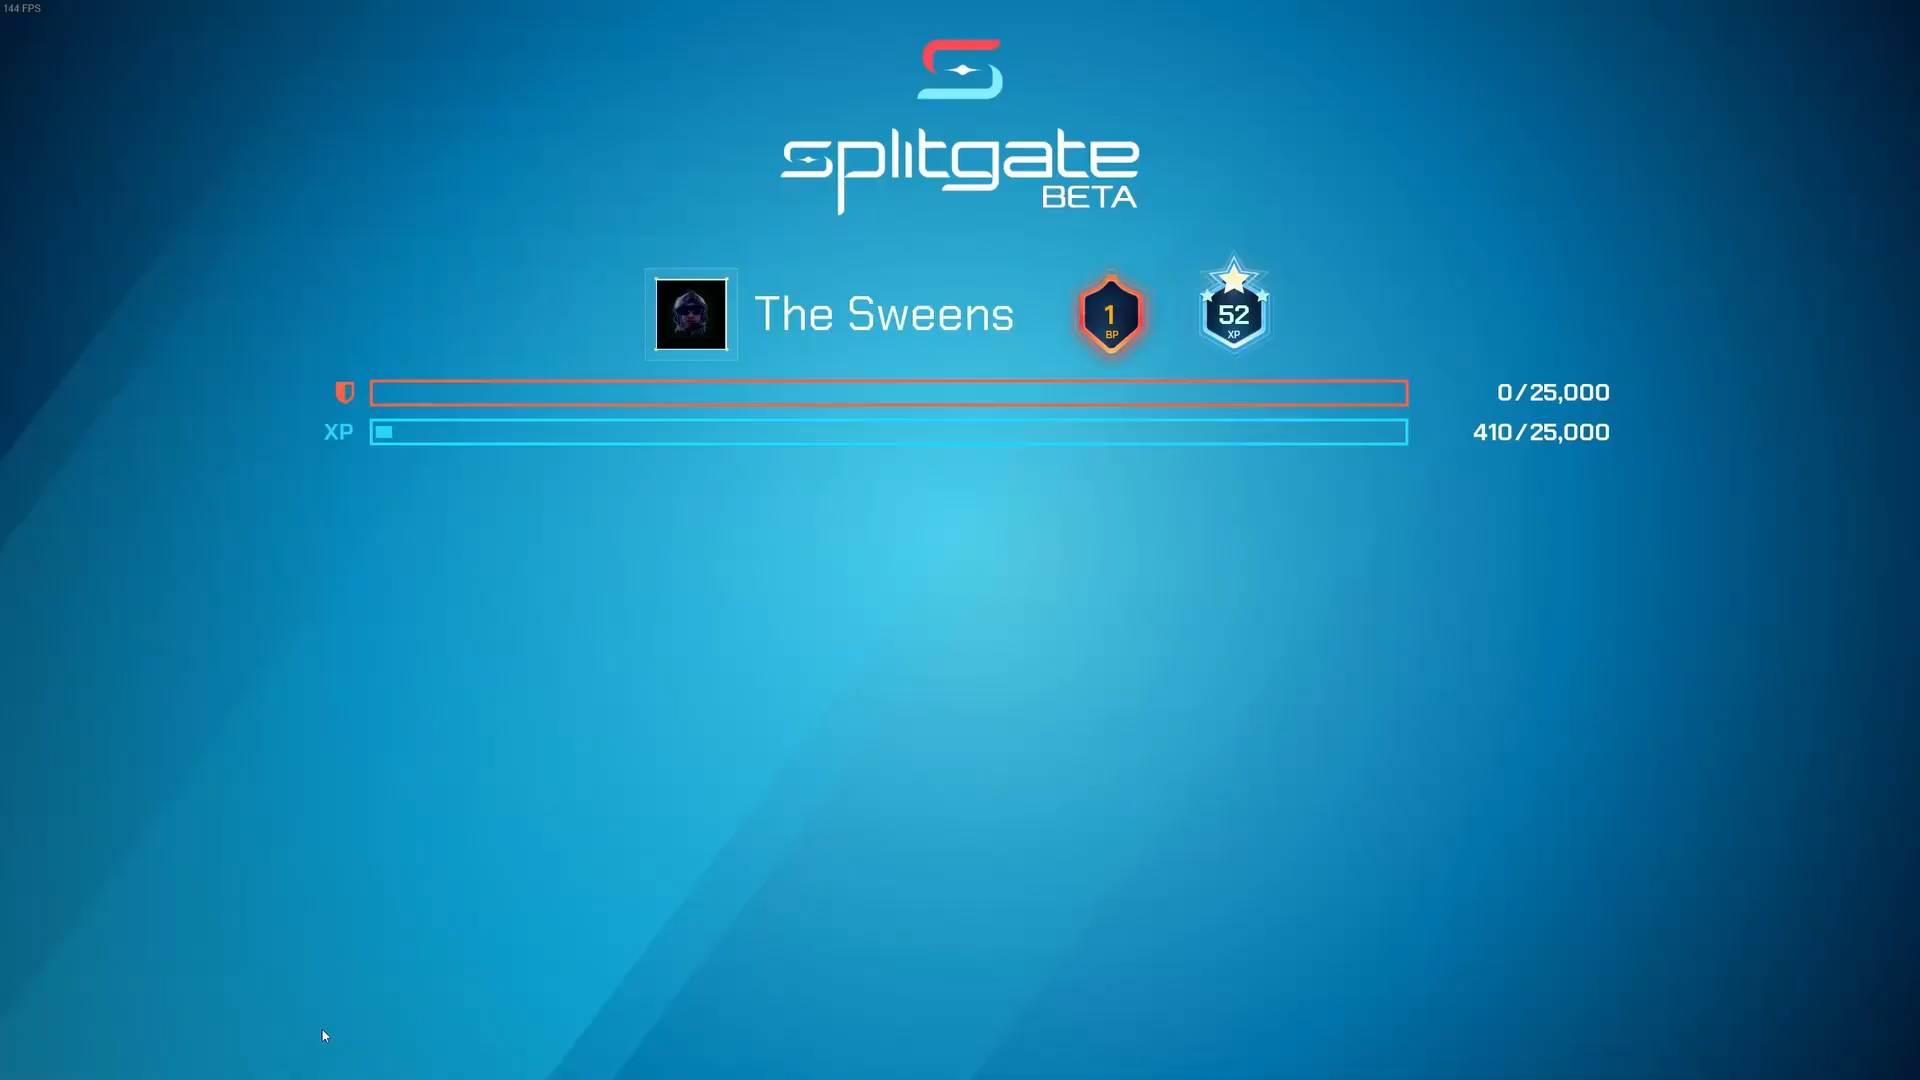 144 FPS
splitgate
BETA
The Sweens
1
BP
52
XP
0/25,000
XP
410/25,000